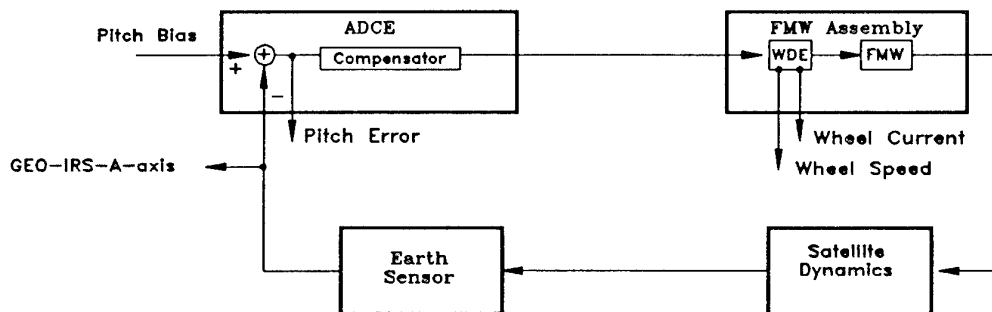 Pitch Bias
ADCE
FMW Assembly
+
+
Compensator
WDE
FMW
−
Pitch Error
Wheel Current
GEO-IRS-A-axis
Wheel Speed
Earth
Sensor
Satellite
Dynamics